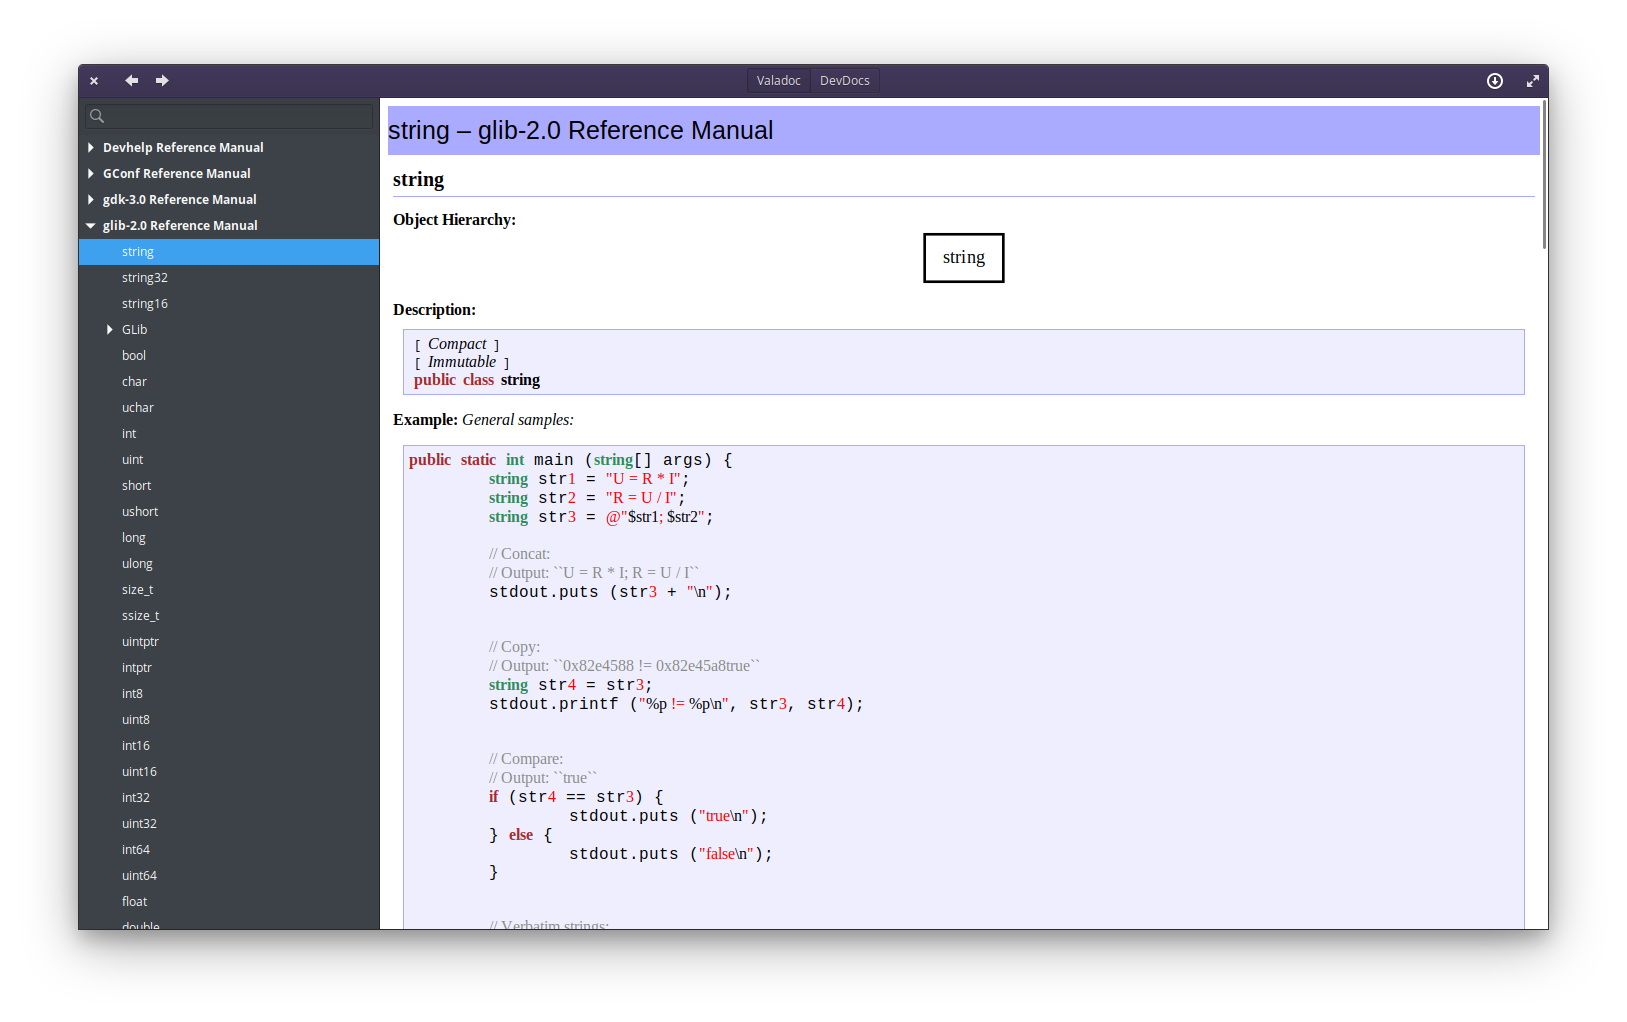 Valadoc DevDocs
Devhelp Reference Manual
GConf Reference Manual
gdk-3.0 Reference Manual
glib-2.0 Reference Manual
string
string32
string16
GLib
bool
char
uchar
int
uint
short
ushort
long
ulong
size_t
ssize_t
uintptr
intptr
int8
uint8
int16
uint16
int32
uint32
int64
uint64
float
double
string – glib-2.0 Reference Manual
string
Object Hierarchy:
string
Description:
[ Compact ]
[ Immutable ]
public class string
Example: General samples:
public static int main (string[] args) {
string str1 = "U = R * I";
string str2 = "R = U / I";
string str3 = @"$str1; $str2";
// Concat:
// Output: ``U = R * I; R = U / I``
stdout.puts (str3 + "\n");
// Copy:
// Output: ``0x82e4588 != 0x82e45a8true``
string str4 = str3;
stdout.printf ("%p != %p\n", str3, str4);
// Compare:
// Output: ``true``
if (str4 == str3) {
stdout.puts ("true\n");
} else {
stdout.puts ("false\n");
}
// Verbatim strings: